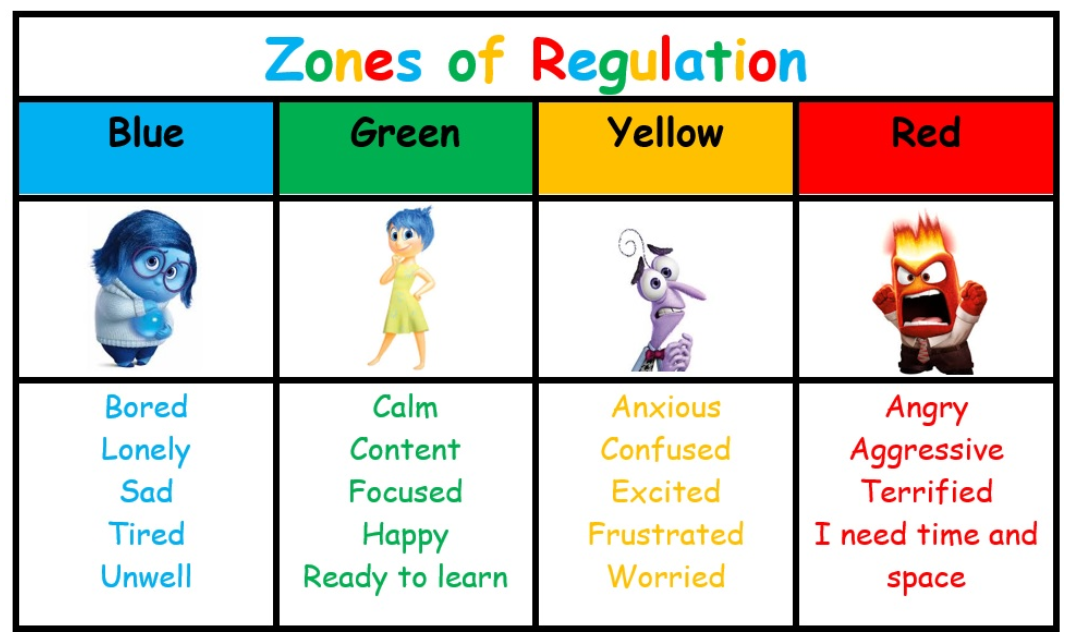 Zones of Regulation
Blue
Green
Yellow
Red
Bored
Lonely
Sad
Tired
Unwell
Calm
Content
Focused
Happy
Ready to learn
Anxious
Confused
Excited
Frustrated
Worried
Angry
Aggressive
Terrified
I need time and
space